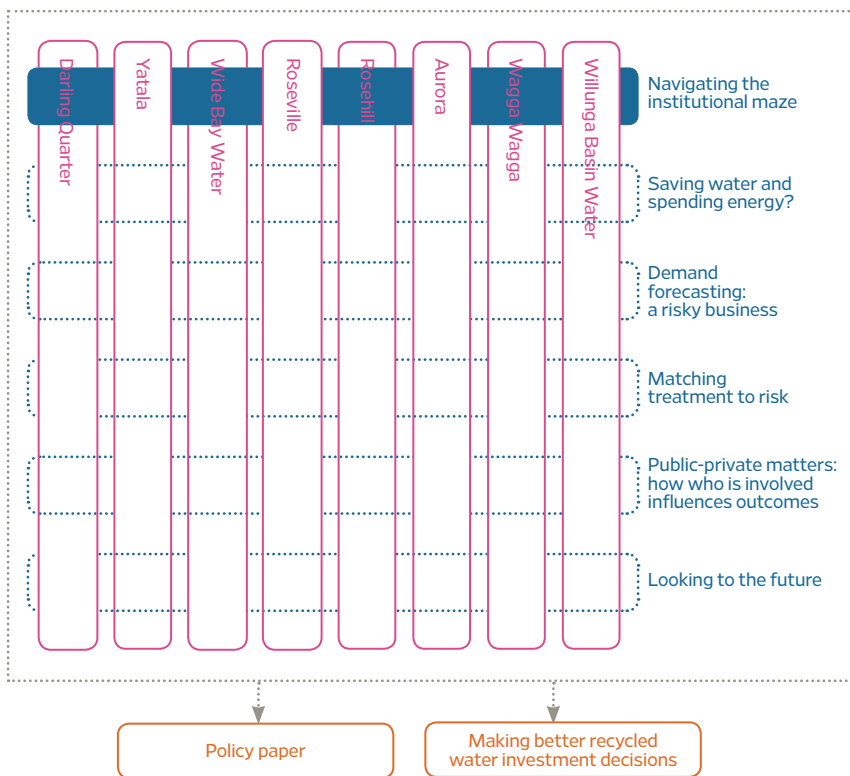 Darling Quarter
Yatala
Wide Bay Water
Roseville
Rosehill
Aurora
Wagga Wagga
Willunga Basin Water
Navigating the
institutional maze
Saving water and
spending energy?
Demand
forecasting:
a risky business
Matching
treatment to risk
Public-private matters:
how who is involved
influences outcomes
Looking to the future
Policy paper
Making better recycled
water investment decisions